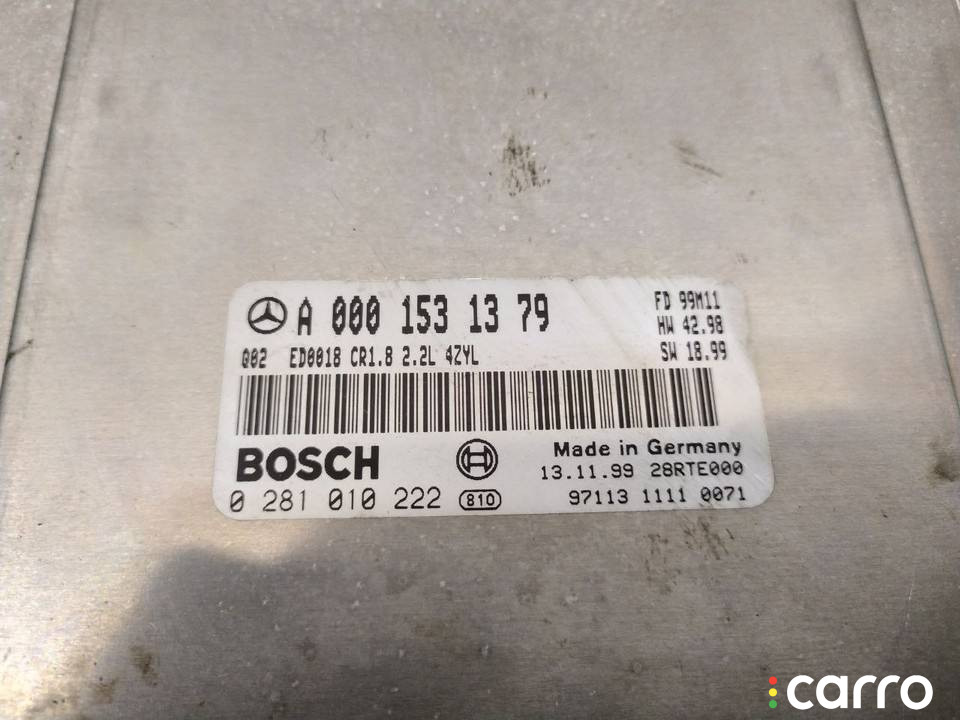 A 000 153 13 79
FD 99M11
HW 42.98
Q02 ED0018 CR1.8 2.2L 4ZYL
SW 18.99
BOSCH
Made in Germany
13.11.99 28RTE000
0 281 010 222 810
97113 1111 0071
carro